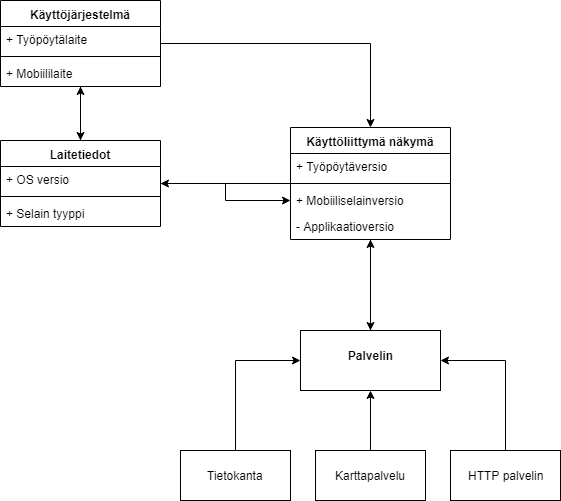 Käyttöjärjestelmä
+ Työpöytälaite
+ Mobiililaite
Laitetiedot
+ OS versio
+ Selain tyyppi
Käyttöliittymä näkymä
+ Työpöytäversio
+ Mobiiliselainversio
- Applikaatioversio
Palvelin
Tietokanta
Karttapalvelu
HTTP palvelin